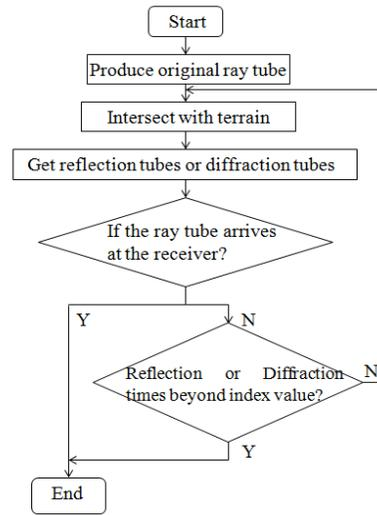 Start
Produce original ray tube
Intersect with terrain
Get reflection tubes or diffraction tubes
If the ray tube arrives
at the receiver?
Y
N
Reflection or Diffraction
times beyond index value?
N
Y
End